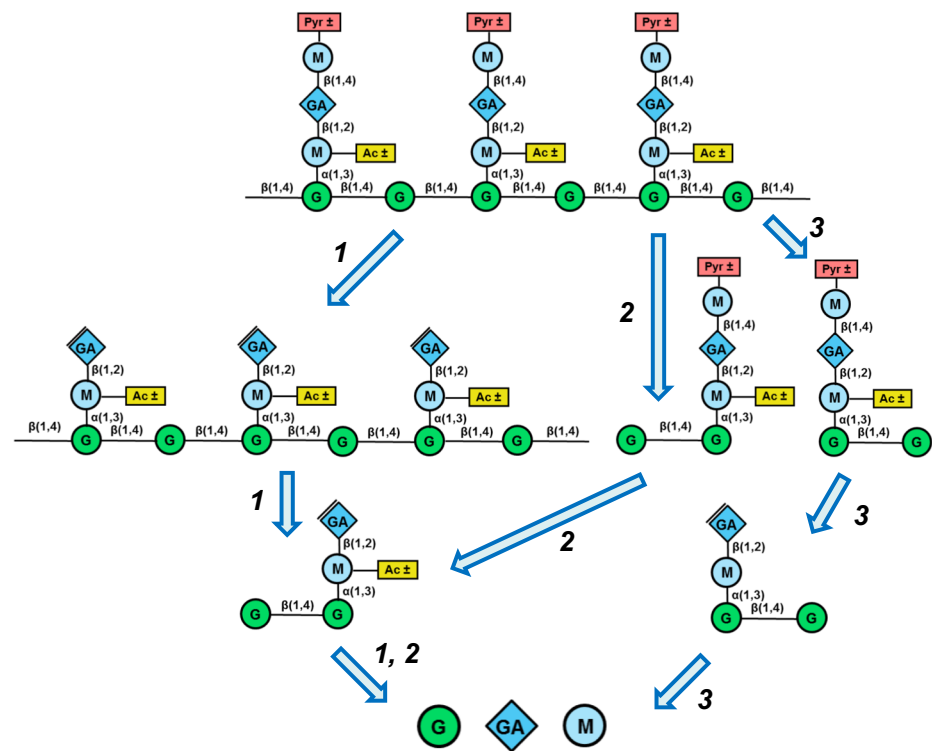 Pyr ± Pyr ± Pyr ±
M M M
β(1,4) β(1,4) β(1,4)
GA GA GA
β(1,2) β(1,2) β(1,2)
M Ac ± M Ac ± M Ac ±
α(1,3) α(1,3) α(1,3)
β(1,4) G β(1,4) G β(1,4) G β(1,4) G β(1,4) G β(1,4) G β(1,4)
1 2 3
Pyr ± Pyr ±
M M
β(1,4) β(1,4)
GA GA GA GA GA
β(1,2) β(1,2) β(1,2) β(1,2) β(1,2)
M Ac ± M Ac ± M Ac ± M Ac ± M Ac ±
α(1,3) α(1,3) α(1,3) α(1,3) α(1,3)
β(1,4) G β(1,4) G β(1,4) G β(1,4) G β(1,4) G β(1,4) G β(1,4) G β(1,4) G G β(1,4) G
1 2 3
GA GA
β(1,2) β(1,2)
M Ac ± M
α(1,3) α(1,3)
G β(1,4) G G β(1,4) G
1, 2 3
G GA M